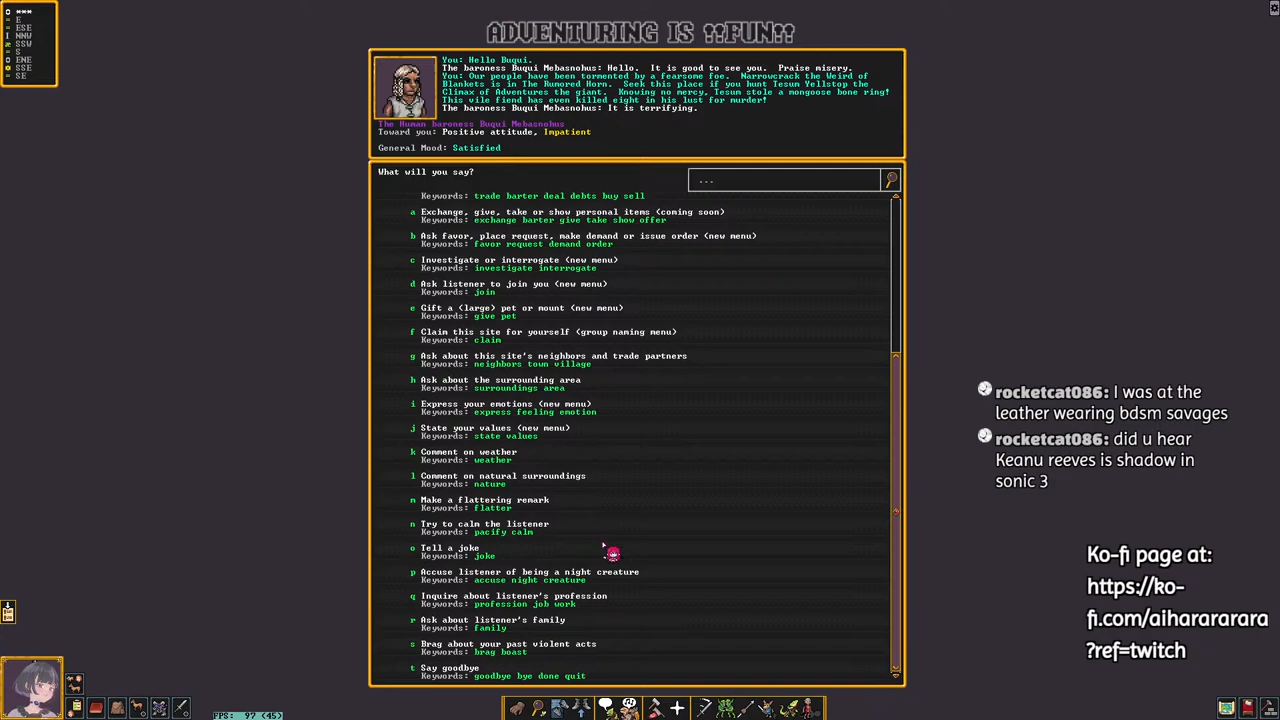 O ***
= E
= ESE
I NNW
æ SSW
= S
O ENE
☼ SSE
= SE
ADVENTURING IS ‼FUN‼
You: Hello Buqui.
The baroness Buqui Mebasnohus: Hello.  It is good to see you.  Praise misery.
You: Our people have been tormented by a fearsome foe.  Narrowcrack the Weird of
Blankets is in The Rumored Horn.  Seek this place if you hunt Tesum Yellstop the
Climax of Adventures the giant.  Knowing no mercy, Tesum stole a mongoose bone ring!
This vile fiend has even killed eight in his lust for murder!
The baroness Buqui Mebasnohus: It is terrifying.
The Human baroness Buqui Mebasnohus
Toward you: Positive attitude, Impatient
General Mood: Satisfied
What will you say?
...
Keywords: trade barter deal debts buy sell
a Exchange, give, take or show personal items (coming soon)
Keywords: exchange barter give take show offer
b Ask favor, place request, make demand or issue order (new menu)
Keywords: favor request demand order
c Investigate or interrogate (new menu)
Keywords: investigate interrogate
d Ask listener to join you (new menu)
Keywords: join
e Gift a (large) pet or mount (new menu)
Keywords: give pet
f Claim this site for yourself (group naming menu)
Keywords: claim
g Ask about this site's neighbors and trade partners
Keywords: neighbors town village
h Ask about the surrounding area
Keywords: surroundings area
i Express your emotions (new menu)
Keywords: express feeling emotion
j State your values (new menu)
Keywords: state values
k Comment on weather
Keywords: weather
l Comment on natural surroundings
Keywords: nature
m Make a flattering remark
Keywords: flatter
n Try to calm the listener
Keywords: pacify calm
o Tell a joke
Keywords: joke
p Accuse listener of being a night creature
Keywords: accuse night creature
q Inquire about listener's profession
Keywords: profession job work
r Ask about listener's family
Keywords: family
s Brag about your past violent acts
Keywords: brag boast
t Say goodbye
Keywords: goodbye bye done quit
rocketcat086: I was at the
leather wearing bdsm savages
rocketcat086: did u hear
Keanu reeves is shadow in
sonic 3
Ko-fi page at:
https://ko-
fi.com/aiharararara
?ref=twitch
FPS: 97 (45)